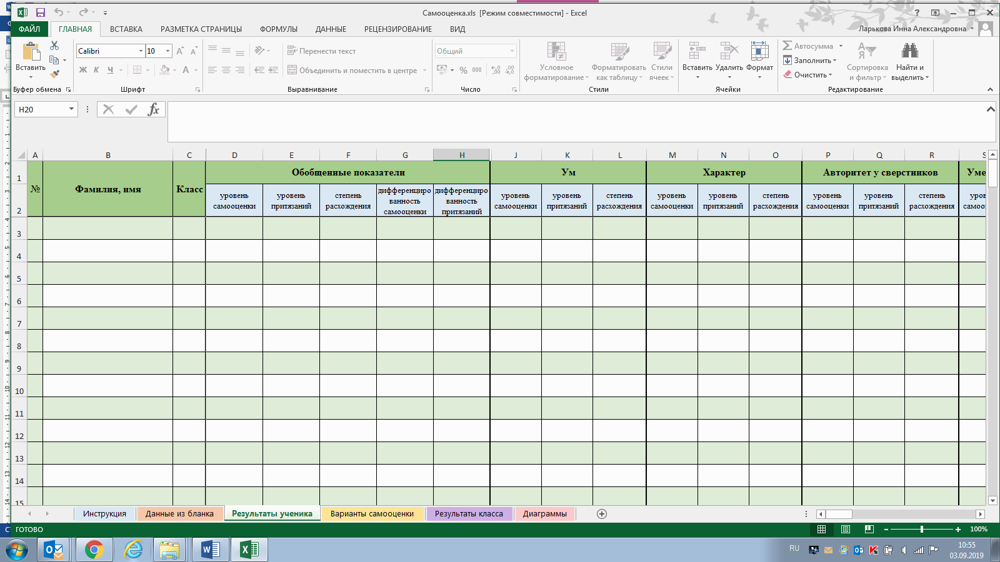 Самооценка.xls [Режим совместимости] - Excel
ФАЙЛ ГЛАВНАЯ ВСТАВКА РАЗМЕТКА СТРАНИЦЫ ФОРМУЛЫ ДАННЫЕ РЕЦЕНЗИРОВАНИЕ ВИД Ларькова Инна Александровна
Вставить
Calibri 10
Ж К Ч
Перенести текст
Объединить и поместить в центре
Общий
% 000
Условное форматирование
Форматировать как таблицу
Стили ячеек
Вставить Удалить Формат
Автосумма
Заполнить
Очистить
Сортировка и фильтр
Найти и выделить
Буфер обмена Шрифт Выравнивание Число Стили Ячейки Редактирование
H20 fx
A B C D E F G H J K L M N O P Q R S
№ Фамилия, имя Класс
1 Обобщенные показатели Ум Характер Авторитет у сверстников Уме
2 уровень самооценки уровень притязаний степень расхождения дифференцированность самооценки дифференцированность притязаний уровень самооценки уровень притязаний степень расхождения уровень самооценки уровень притязаний степень расхождения уровень самооценки уровень притязаний степень расхождения
3
4
5
6
7
8
9
10
11
12
13
14
15
Инструкция Данные из бланка Результаты ученика Варианты самооценки Результаты класса Диаграммы
ГОТОВО 100%
RU 10:55
03.09.2019